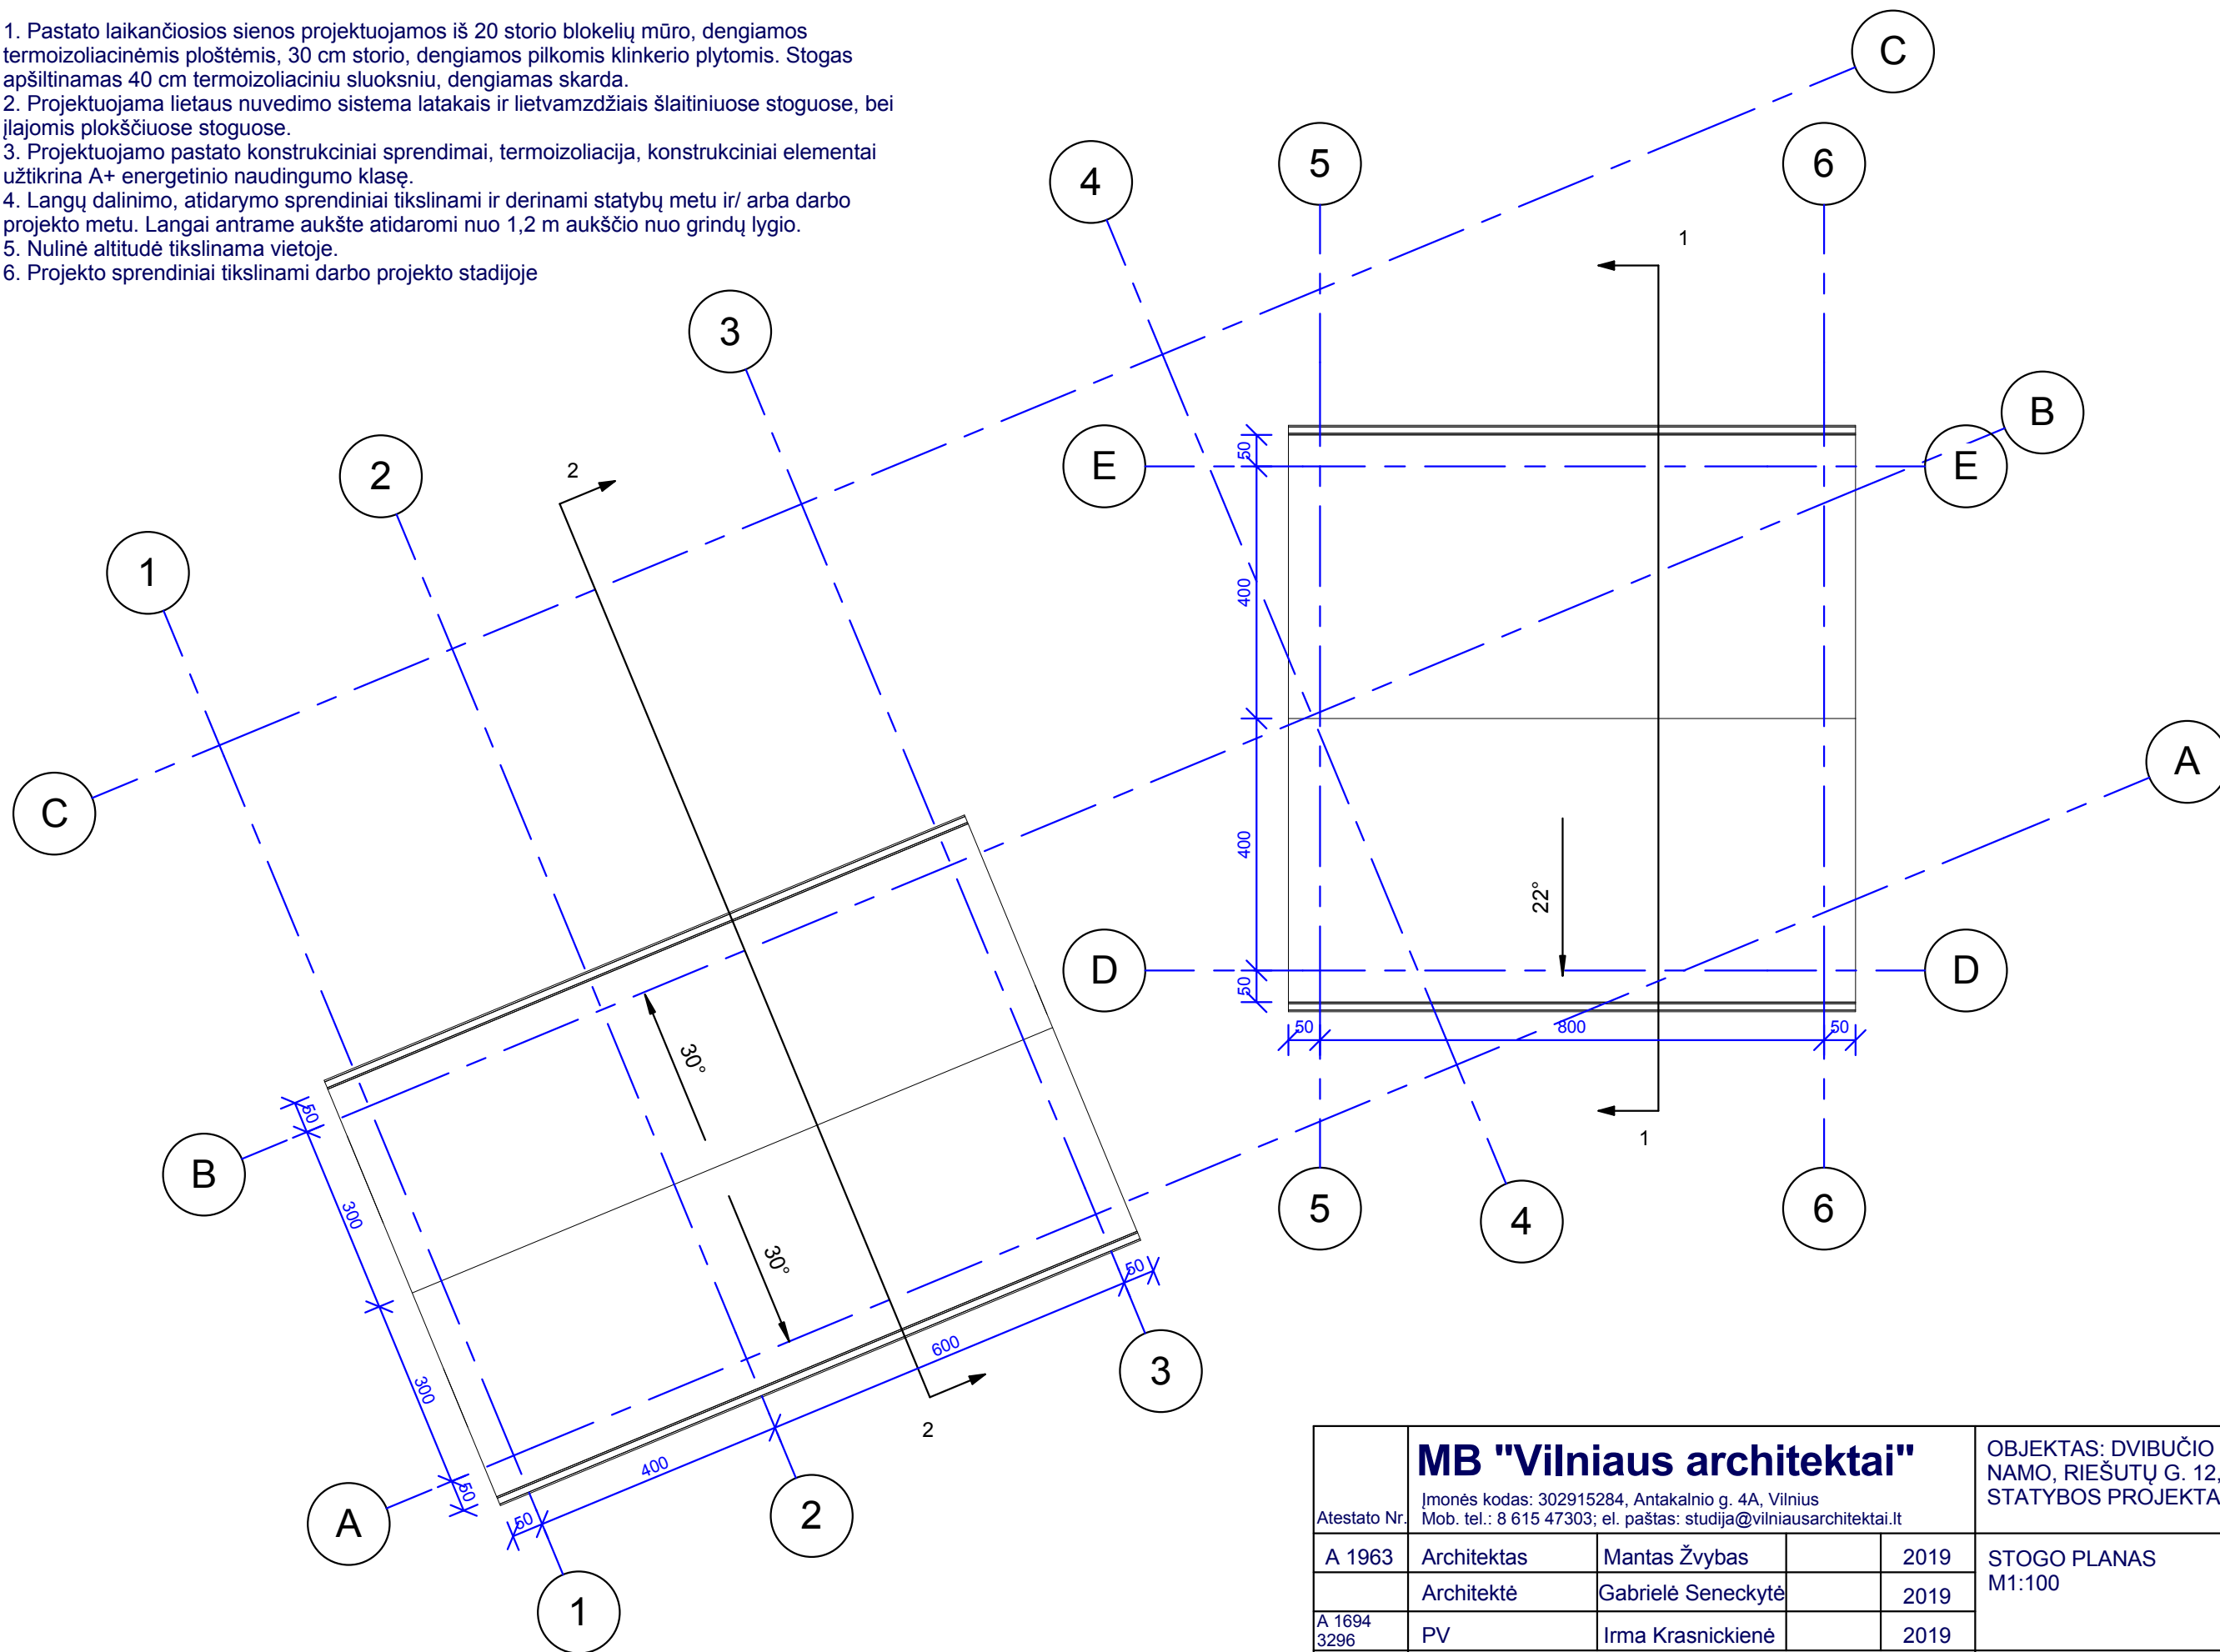 1. Pastato laikančiosios sienos projektuojamos iš 20 storio blokelių mūro, dengiamos
termoizoliacinėmis ploštėmis, 30 cm storio, dengiamos pilkomis klinkerio plytomis. Stogas
apšiltinamas 40 cm termoizoliaciniu sluoksniu, dengiamas skarda.
2. Projektuojama lietaus nuvedimo sistema latakais ir lietvamzdžiais šlaitiniuose stoguose, bei
įlajomis plokščiuose stoguose.
3. Projektuojamo pastato konstrukciniai sprendimai, termoizoliacija, konstrukciniai elementai
užtikrina A+ energetinio naudingumo klasę.
4. Langų dalinimo, atidarymo sprendiniai tikslinami ir derinami statybų metu ir/ arba darbo
projekto metu. Langai antrame aukšte atidaromi nuo 1,2 m aukščio nuo grindų lygio.
5. Nulinė altitudė tikslinama vietoje.
6. Projekto sprendiniai tikslinami darbo projekto stadijoje
C
5
6
4
1
3
B
2
E
E
2
50
1
400
A
C
400
22°
D
D
50
50
800
50
30°
50
1
B
300
5
4
6
30°
50
300
600
3
2
400
50
A
50
2
1
MB "Vilniaus architektai"
Įmonės kodas: 302915284, Antakalnio g. 4A, Vilnius
Atestato Nr. Mob. tel.: 8 615 47303; el. paštas: studija@vilniausarchitektai.lt
OBJEKTAS: DVIBUČIO
NAMO, RIEŠUTŲ G. 12,
STATYBOS PROJEKTA
A 1963 Architektas Mantas Žvybas 2019
Architektė Gabrielė Seneckytė 2019
A 1694
3296 PV Irma Krasnickienė 2019
STOGO PLANAS
M1:100